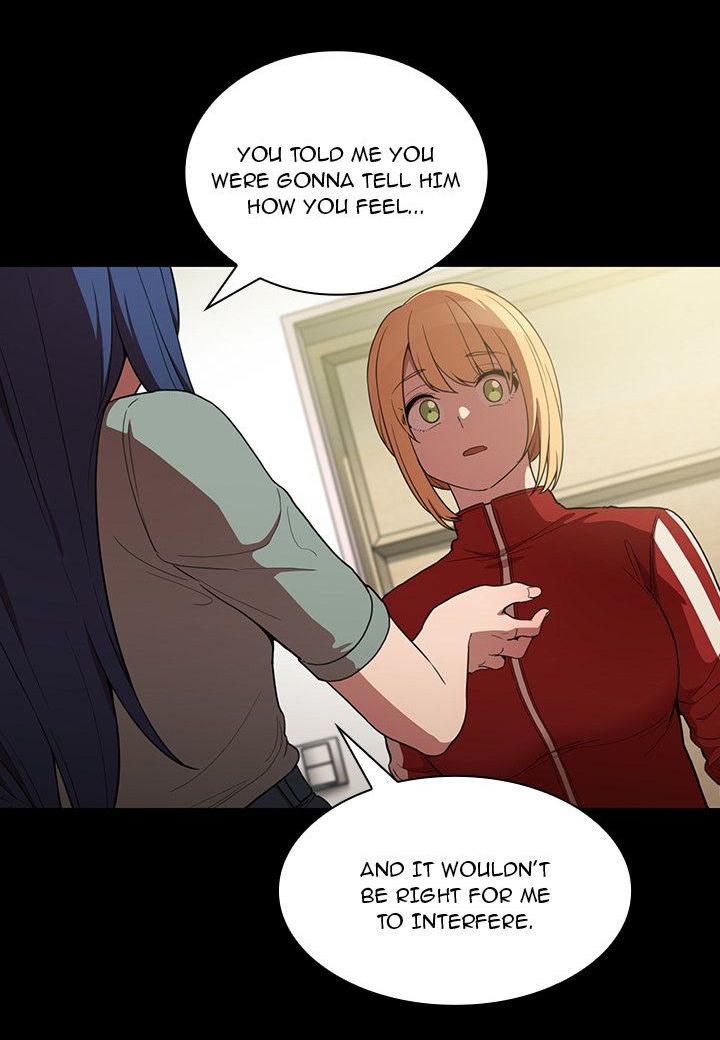 YOU TOLD ME YOU
WERE GONNA TELL HIM
HOW YOU FEEL...
AND IT WOULDN'T
BE RIGHT FOR ME
TO INTERFERE.